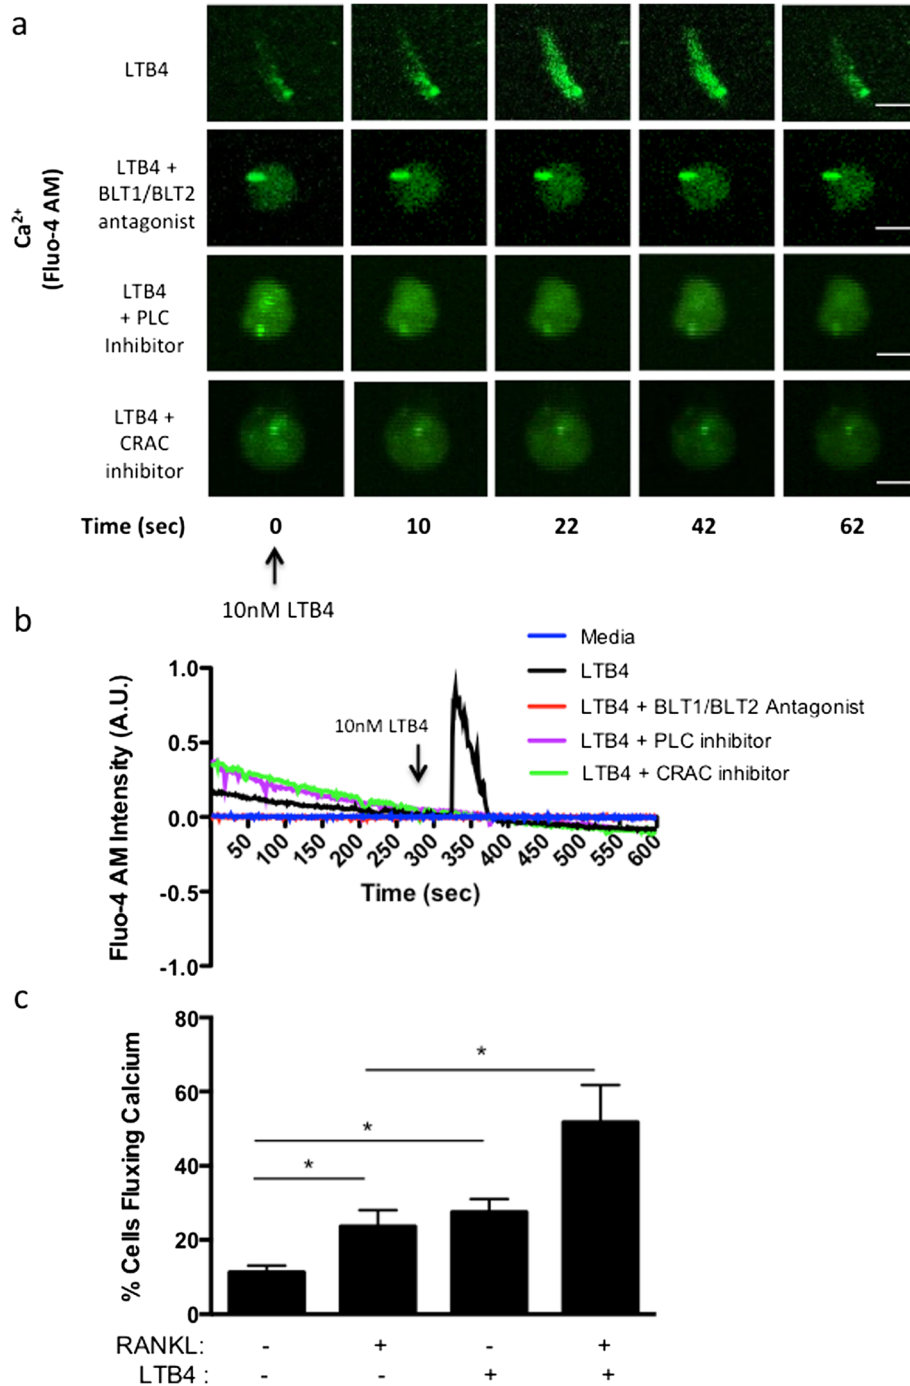 a
LTB4
LTB4 +
BLT1/BLT2
antagonist
LTB4
+ PLC
Inhibitor
LTB4 +
CRAC
inhibitor
Ca2+
(Fluo-4 AM)
Time (sec) 0 10 22 42 62
10nM LTB4
b
Media
LTB4
LTB4 + BLT1/BLT2 Antagonist
LTB4 + PLC inhibitor
LTB4 + CRAC inhibitor
10nM LTB4
Fluo-4 AM Intensity (A.U.)
1.0
0.5
0.0
-0.5
-1.0
50 100 150 200 250 300 350 400 450 500 550 600
Time (sec)
c
% Cells Fluxing Calcium
80
60
40
20
0
*
*
*
RANKL: - + - +
LTB4 : - - + +